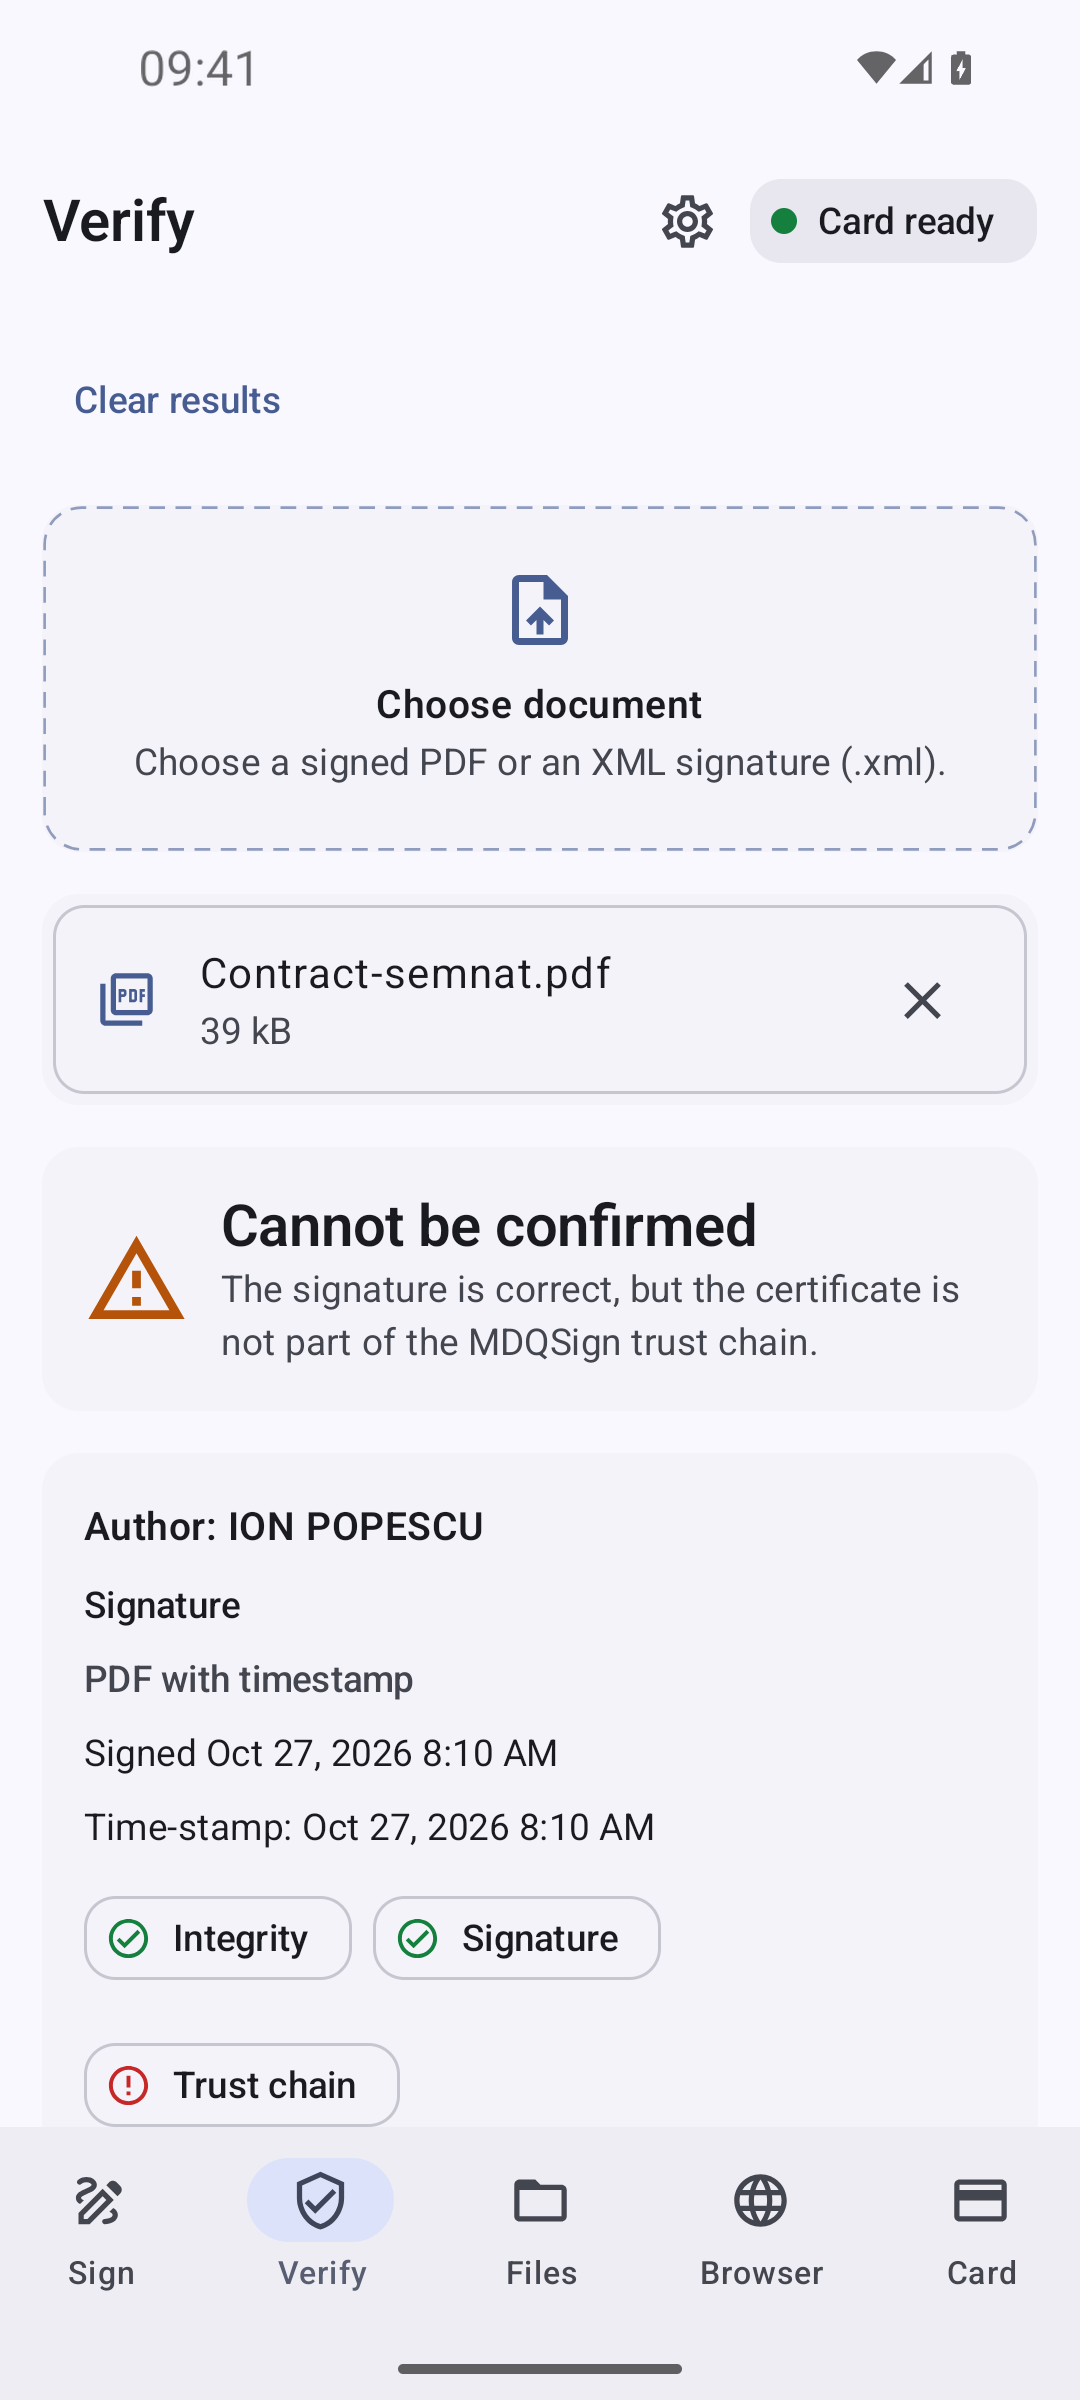 09:41
Verify
Card ready
Clear results
Choose document
Choose a signed PDF or an XML signature (.xml).
PDF
Contract-semnat.pdf
39 kB
Cannot be confirmed
The signature is correct, but the certificate is
not part of the MDQSign trust chain.
Author: ION POPESCU
Signature
PDF with timestamp
Signed Oct 27, 2026 8:10 AM
Time-stamp: Oct 27, 2026 8:10 AM
Integrity
Signature
Trust chain
Sign
Verify
Files
Browser
Card